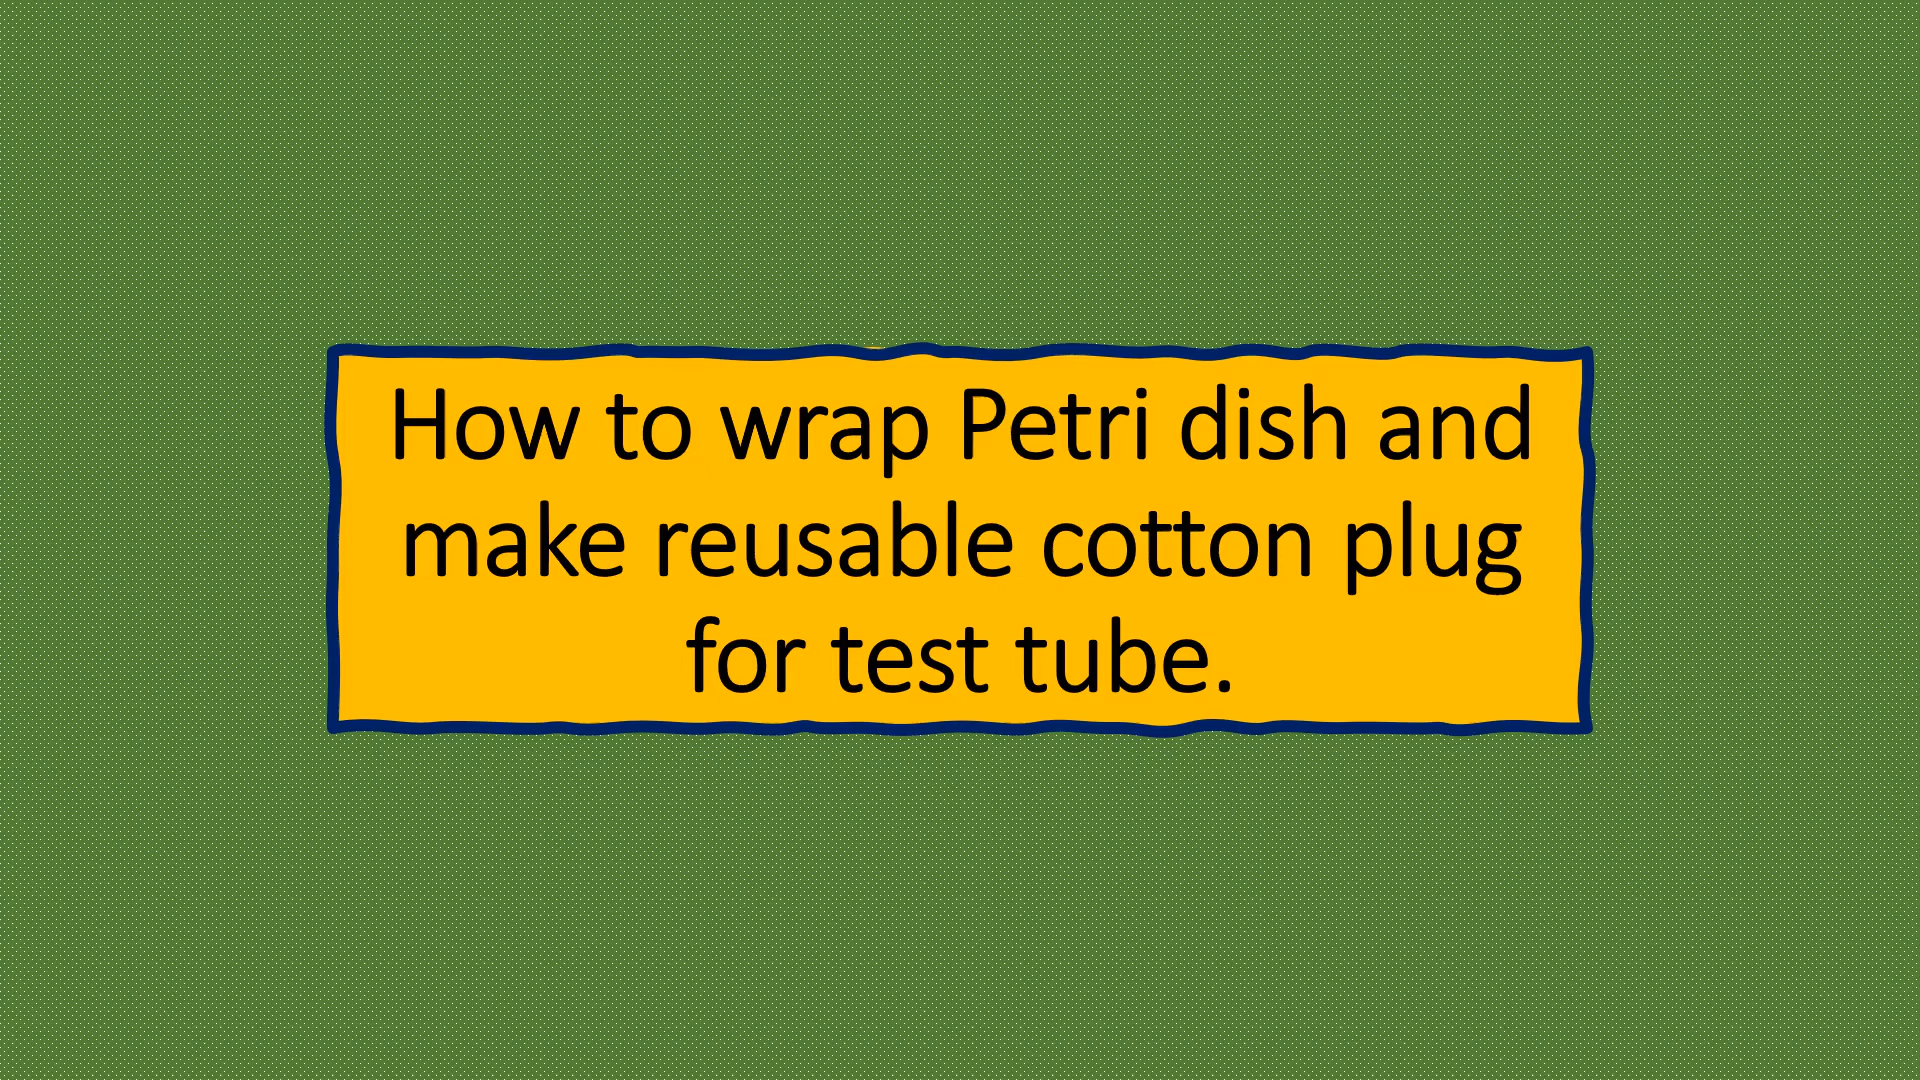 How to wrap Petri dish and
make reusable cotton plug
for test tube.